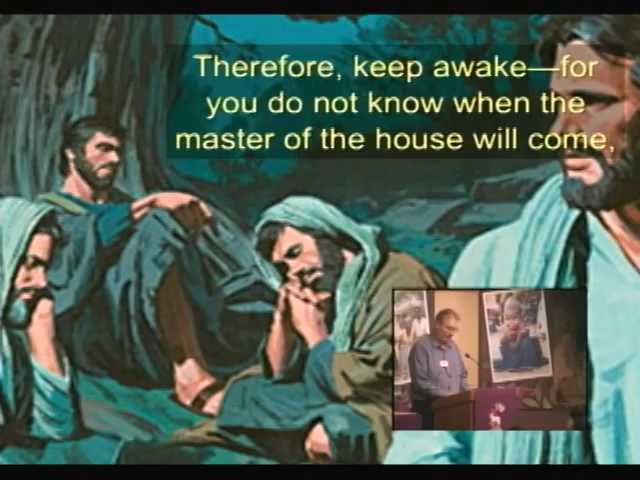 Therefore, keep awake—for
you do not know when the
master of the house will come,